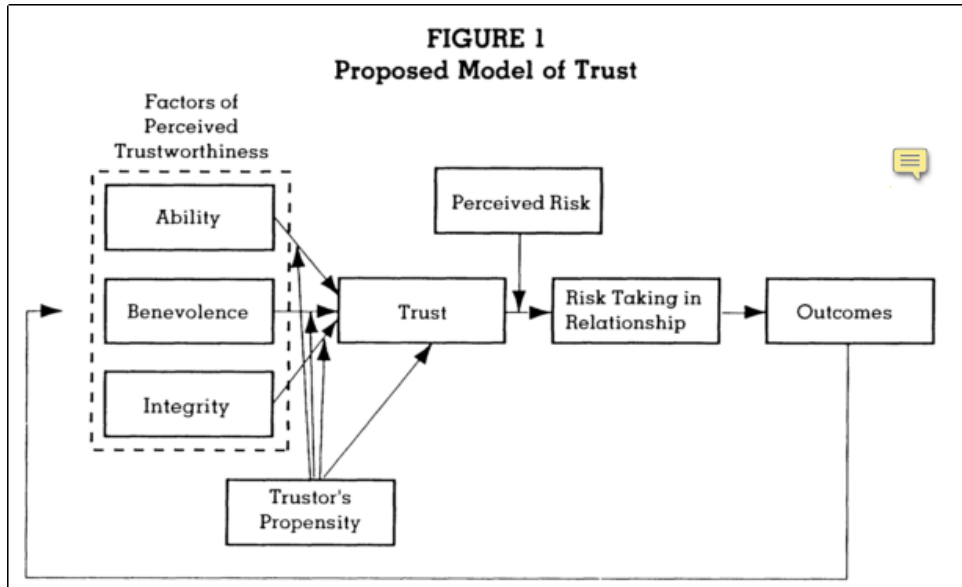 FIGURE 1
Proposed Model of Trust
Factors of
Perceived
Trustworthiness
Ability
Benevolence
Integrity
Trustor's
Propensity
Trust
Perceived Risk
Risk Taking in
Relationship
Outcomes